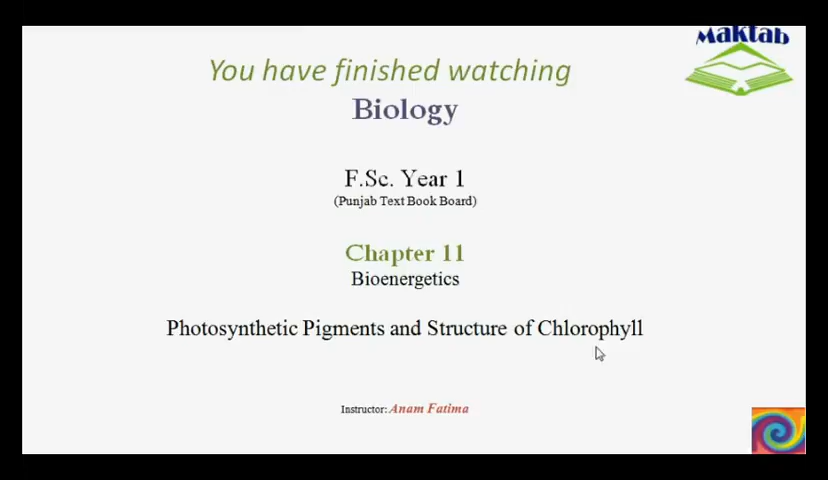 Maktab
You have finished watching
Biology
F.Sc. Year 1
(Punjab Text Book Board)
Chapter 11
Bioenergetics
Photosynthetic Pigments and Structure of Chlorophyll
Instructor: Anam Fatima